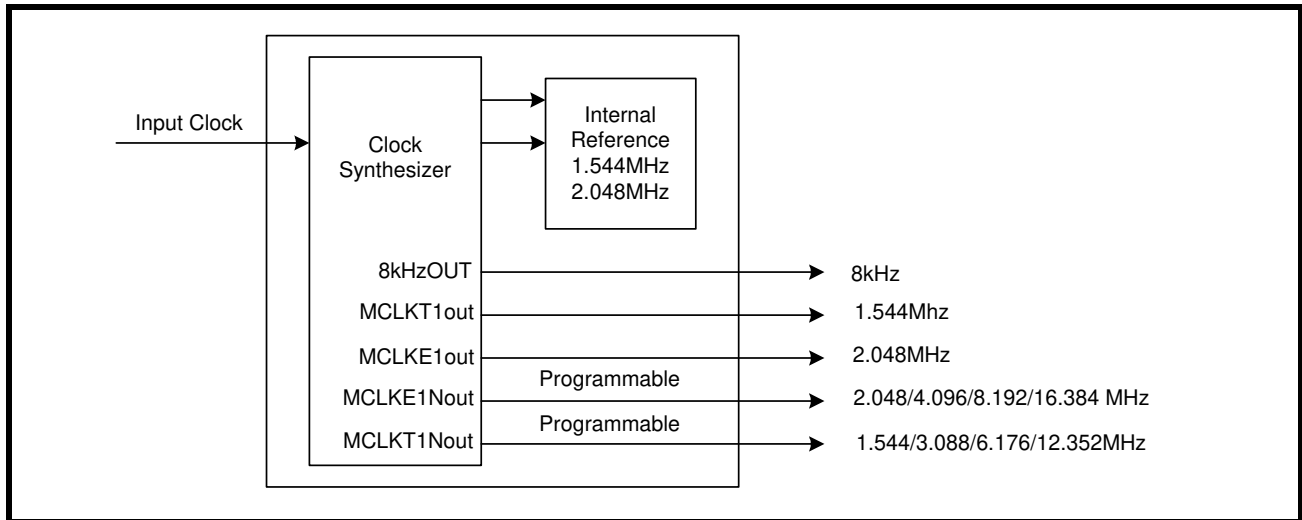 Input Clock
Clock
Synthesizer
Internal
Reference
1.544MHz
2.048MHz
8kHzOUT
8kHz
MCLKT1out
1.544Mhz
MCLKE1out
2.048MHz
Programmable
MCLKE1Nout
2.048/4.096/8.192/16.384 MHz
Programmable
MCLKT1Nout
1.544/3.088/6.176/12.352MHz